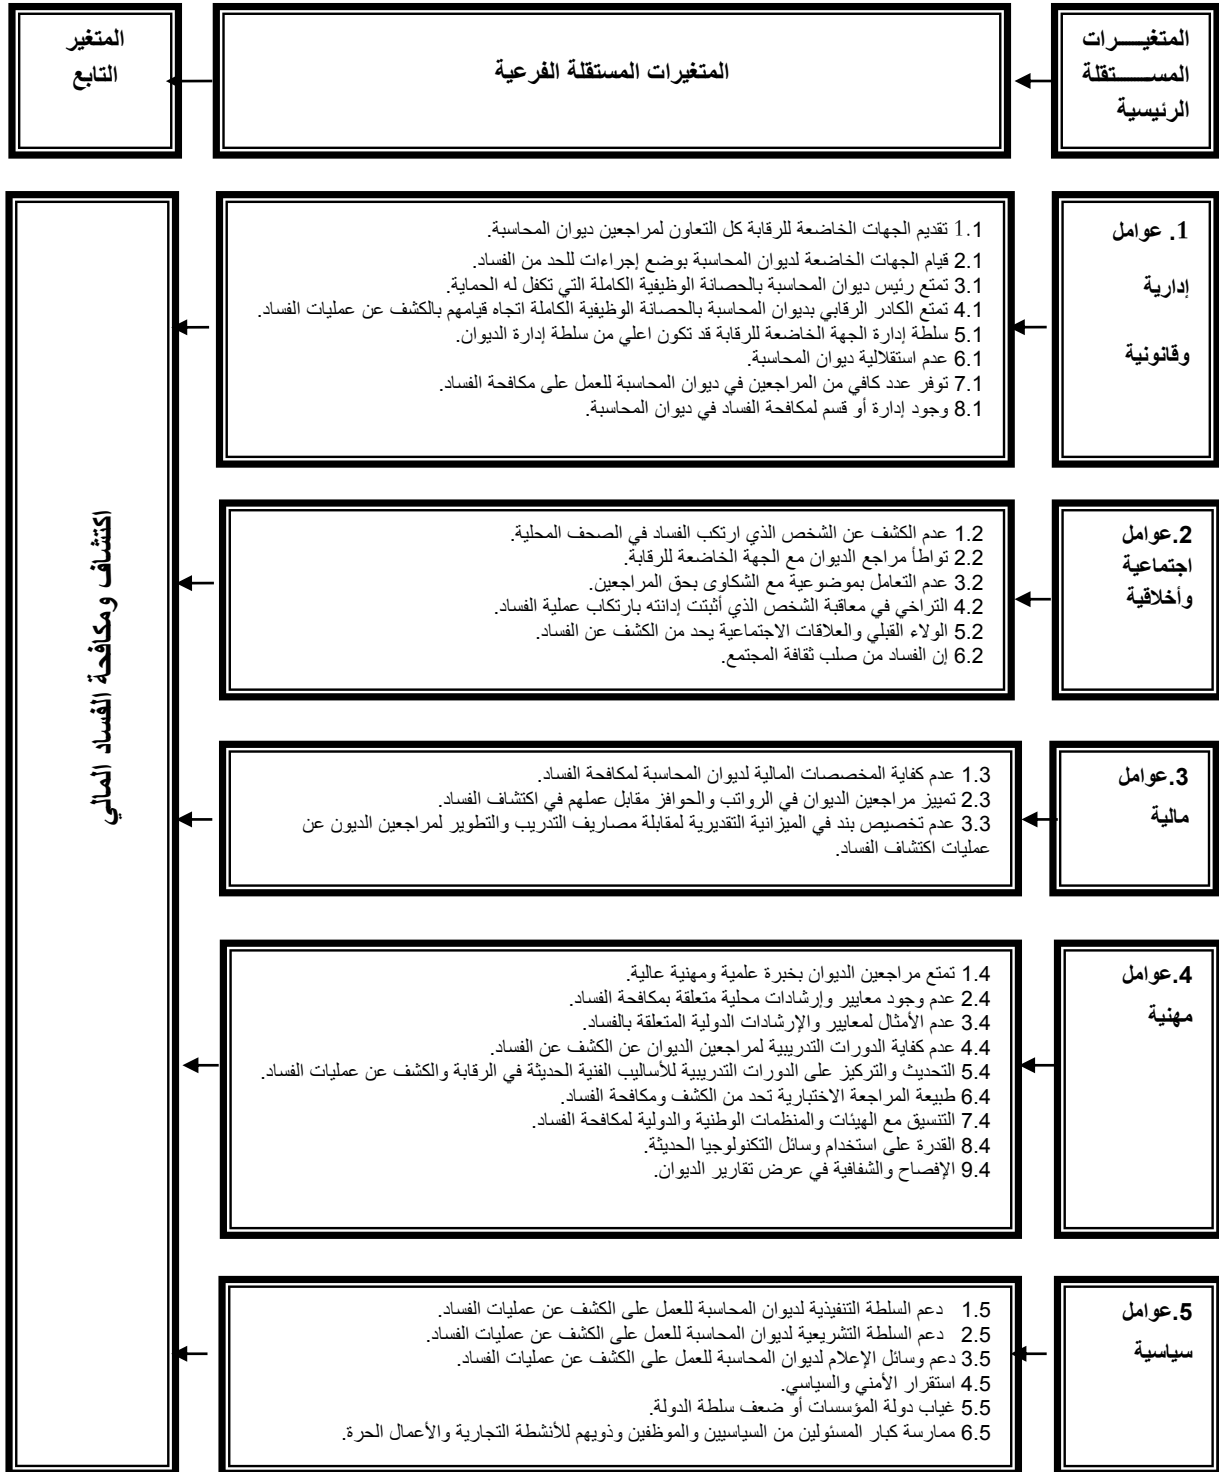 المتغيـــــرات
المســـــــتقلة
الرئيسية
المتغيرات المستقلة الفرعية
المتغير
التابع
1. عوامل
إدارية
وقانونية
1.1 تقديم الجهات الخاضعة للرقابة كل التعاون لمراجعين ديوان المحاسبة.
2.1 قيام الجهات الخاضعة لديوان المحاسبة بوضع إجراءات للحد من الفساد.
3.1 تمتع رئيس ديوان المحاسبة بالحصانة الوظيفية الكاملة التي تكفل له الحماية.
4.1 تمتع الكادر الرقابي بديوان المحاسبة بالحصانة الوظيفية الكاملة اتجاه قيامهم بالكشف عن عمليات الفساد.
5.1 سلطة إدارة الجهة الخاضعة للرقابة قد تكون اعلي من سلطة إدارة الديوان.
6.1 عدم استقلالية ديوان المحاسبة.
7.1 توفر عدد كافي من المراجعين في ديوان المحاسبة للعمل على مكافحة الفساد.
8.1 وجود إدارة أو قسم لمكافحة الفساد في ديوان المحاسبة.
2.عوامل
اجتماعية
وأخلاقية
1.2 عدم الكشف عن الشخص الذي ارتكب الفساد في الصحف المحلية.
2.2 تواطأ مراجع الديوان مع الجهة الخاضعة للرقابة.
3.2 عدم التعامل بموضوعية مع الشكاوى بحق المراجعين.
4.2 التراخي في معاقبة الشخص الذي أثبتت إدانته بارتكاب عملية الفساد.
5.2 الولاء القبلي والعلاقات الاجتماعية يحد من الكشف عن الفساد.
6.2 إن الفساد من صلب ثقافة المجتمع.
3.عوامل
مالية
1.3 عدم كفاية المخصصات المالية لديوان المحاسبة لمكافحة الفساد.
2.3 تمييز مراجعين الديوان في الرواتب والحوافز مقابل عملهم في اكتشاف الفساد.
3.3 عدم تخصيص بند في الميزانية التقديرية لمقابلة مصاريف التدريب والتطوير لمراجعين الديون عن
عمليات اكتشاف الفساد.
4.عوامل
مهنية
1.4 تمتع مراجعين الديوان بخبرة علمية ومهنية عالية.
2.4 عدم وجود معايير وإرشادات محلية متعلقة بمكافحة الفساد.
3.4 عدم الأمثال لمعايير والإرشادات الدولية المتعلقة بالفساد.
4.4 عدم كفاية الدورات التدريبية لمراجعين الديوان عن الكشف عن الفساد.
5.4 التحديث والتركيز على الدورات التدريبية للأساليب الفنية الحديثة في الرقابة والكشف عن عمليات الفساد.
6.4 طبيعة المراجعة الاختبارية تحد من الكشف ومكافحة الفساد.
7.4 التنسيق مع الهيئات والمنظمات الوطنية والدولية لمكافحة الفساد.
8.4 القدرة على استخدام وسائل التكنولوجيا الحديثة.
9.4 الإفصاح والشفافية في عرض تقارير الديوان.
5.عوامل
سياسية
1.5 دعم السلطة التنفيذية لديوان المحاسبة للعمل على الكشف عن عمليات الفساد.
2.5 دعم السلطة التشريعية لديوان المحاسبة للعمل على الكشف عن عمليات الفساد.
3.5 دعم وسائل الإعلام لديوان المحاسبة للعمل على الكشف عن عمليات الفساد.
4.5 استقرار الأمني والسياسي.
5.5 غياب دولة المؤسسات أو ضعف سلطة الدولة.
6.5 ممارسة كبار المسئولين من السياسيين والموظفين وذويهم للأنشطة التجارية والأعمال الحرة.
اكتشاف ومكافحة الفساد المالي